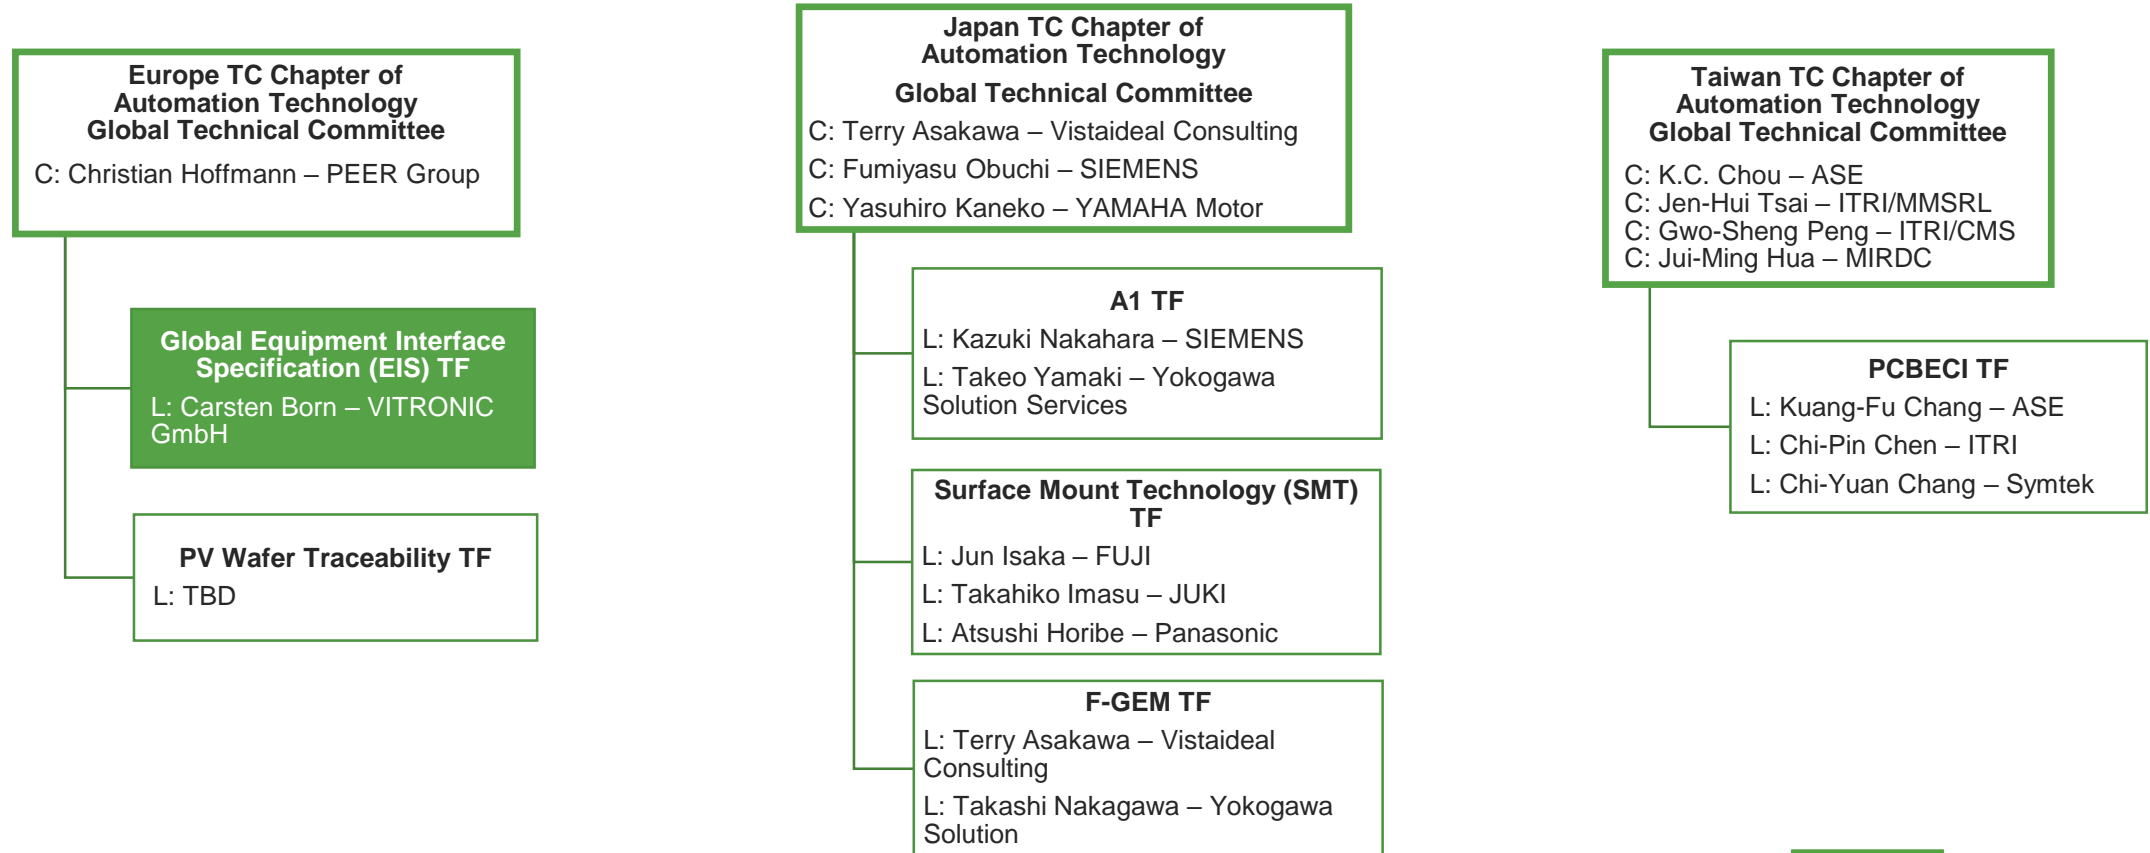 Europe TC Chapter of
Automation Technology
Global Technical Committee
C: Christian Hoffmann – PEER Group
Global Equipment Interface
Specification (EIS) TF
L: Carsten Born – VITRONIC
GmbH
PV Wafer Traceability TF
L: TBD
Japan TC Chapter of
Automation Technology
Global Technical Committee
C: Terry Asakawa – Vistaideal Consulting
C: Fumiyasu Obuchi – SIEMENS
C: Yasuhiro Kaneko – YAMAHA Motor
A1 TF
L: Kazuki Nakahara – SIEMENS
L: Takeo Yamaki – Yokogawa
Solution Services
Surface Mount Technology (SMT)
TF
L: Jun Isaka – FUJI
L: Takahiko Imasu – JUKI
L: Atsushi Horibe – Panasonic
F-GEM TF
L: Terry Asakawa – Vistaideal
Consulting
L: Takashi Nakagawa – Yokogawa
Solution
Taiwan TC Chapter of
Automation Technology
Global Technical Committee
C: K.C. Chou – ASE
C: Jen-Hui Tsai – ITRI/MMSRL
C: Gwo-Sheng Peng – ITRI/CMS
C: Jui-Ming Hua – MIRDC
PCBECI TF
L: Kuang-Fu Chang – ASE
L: Chi-Pin Chen – ITRI
L: Chi-Yuan Chang – Symtek